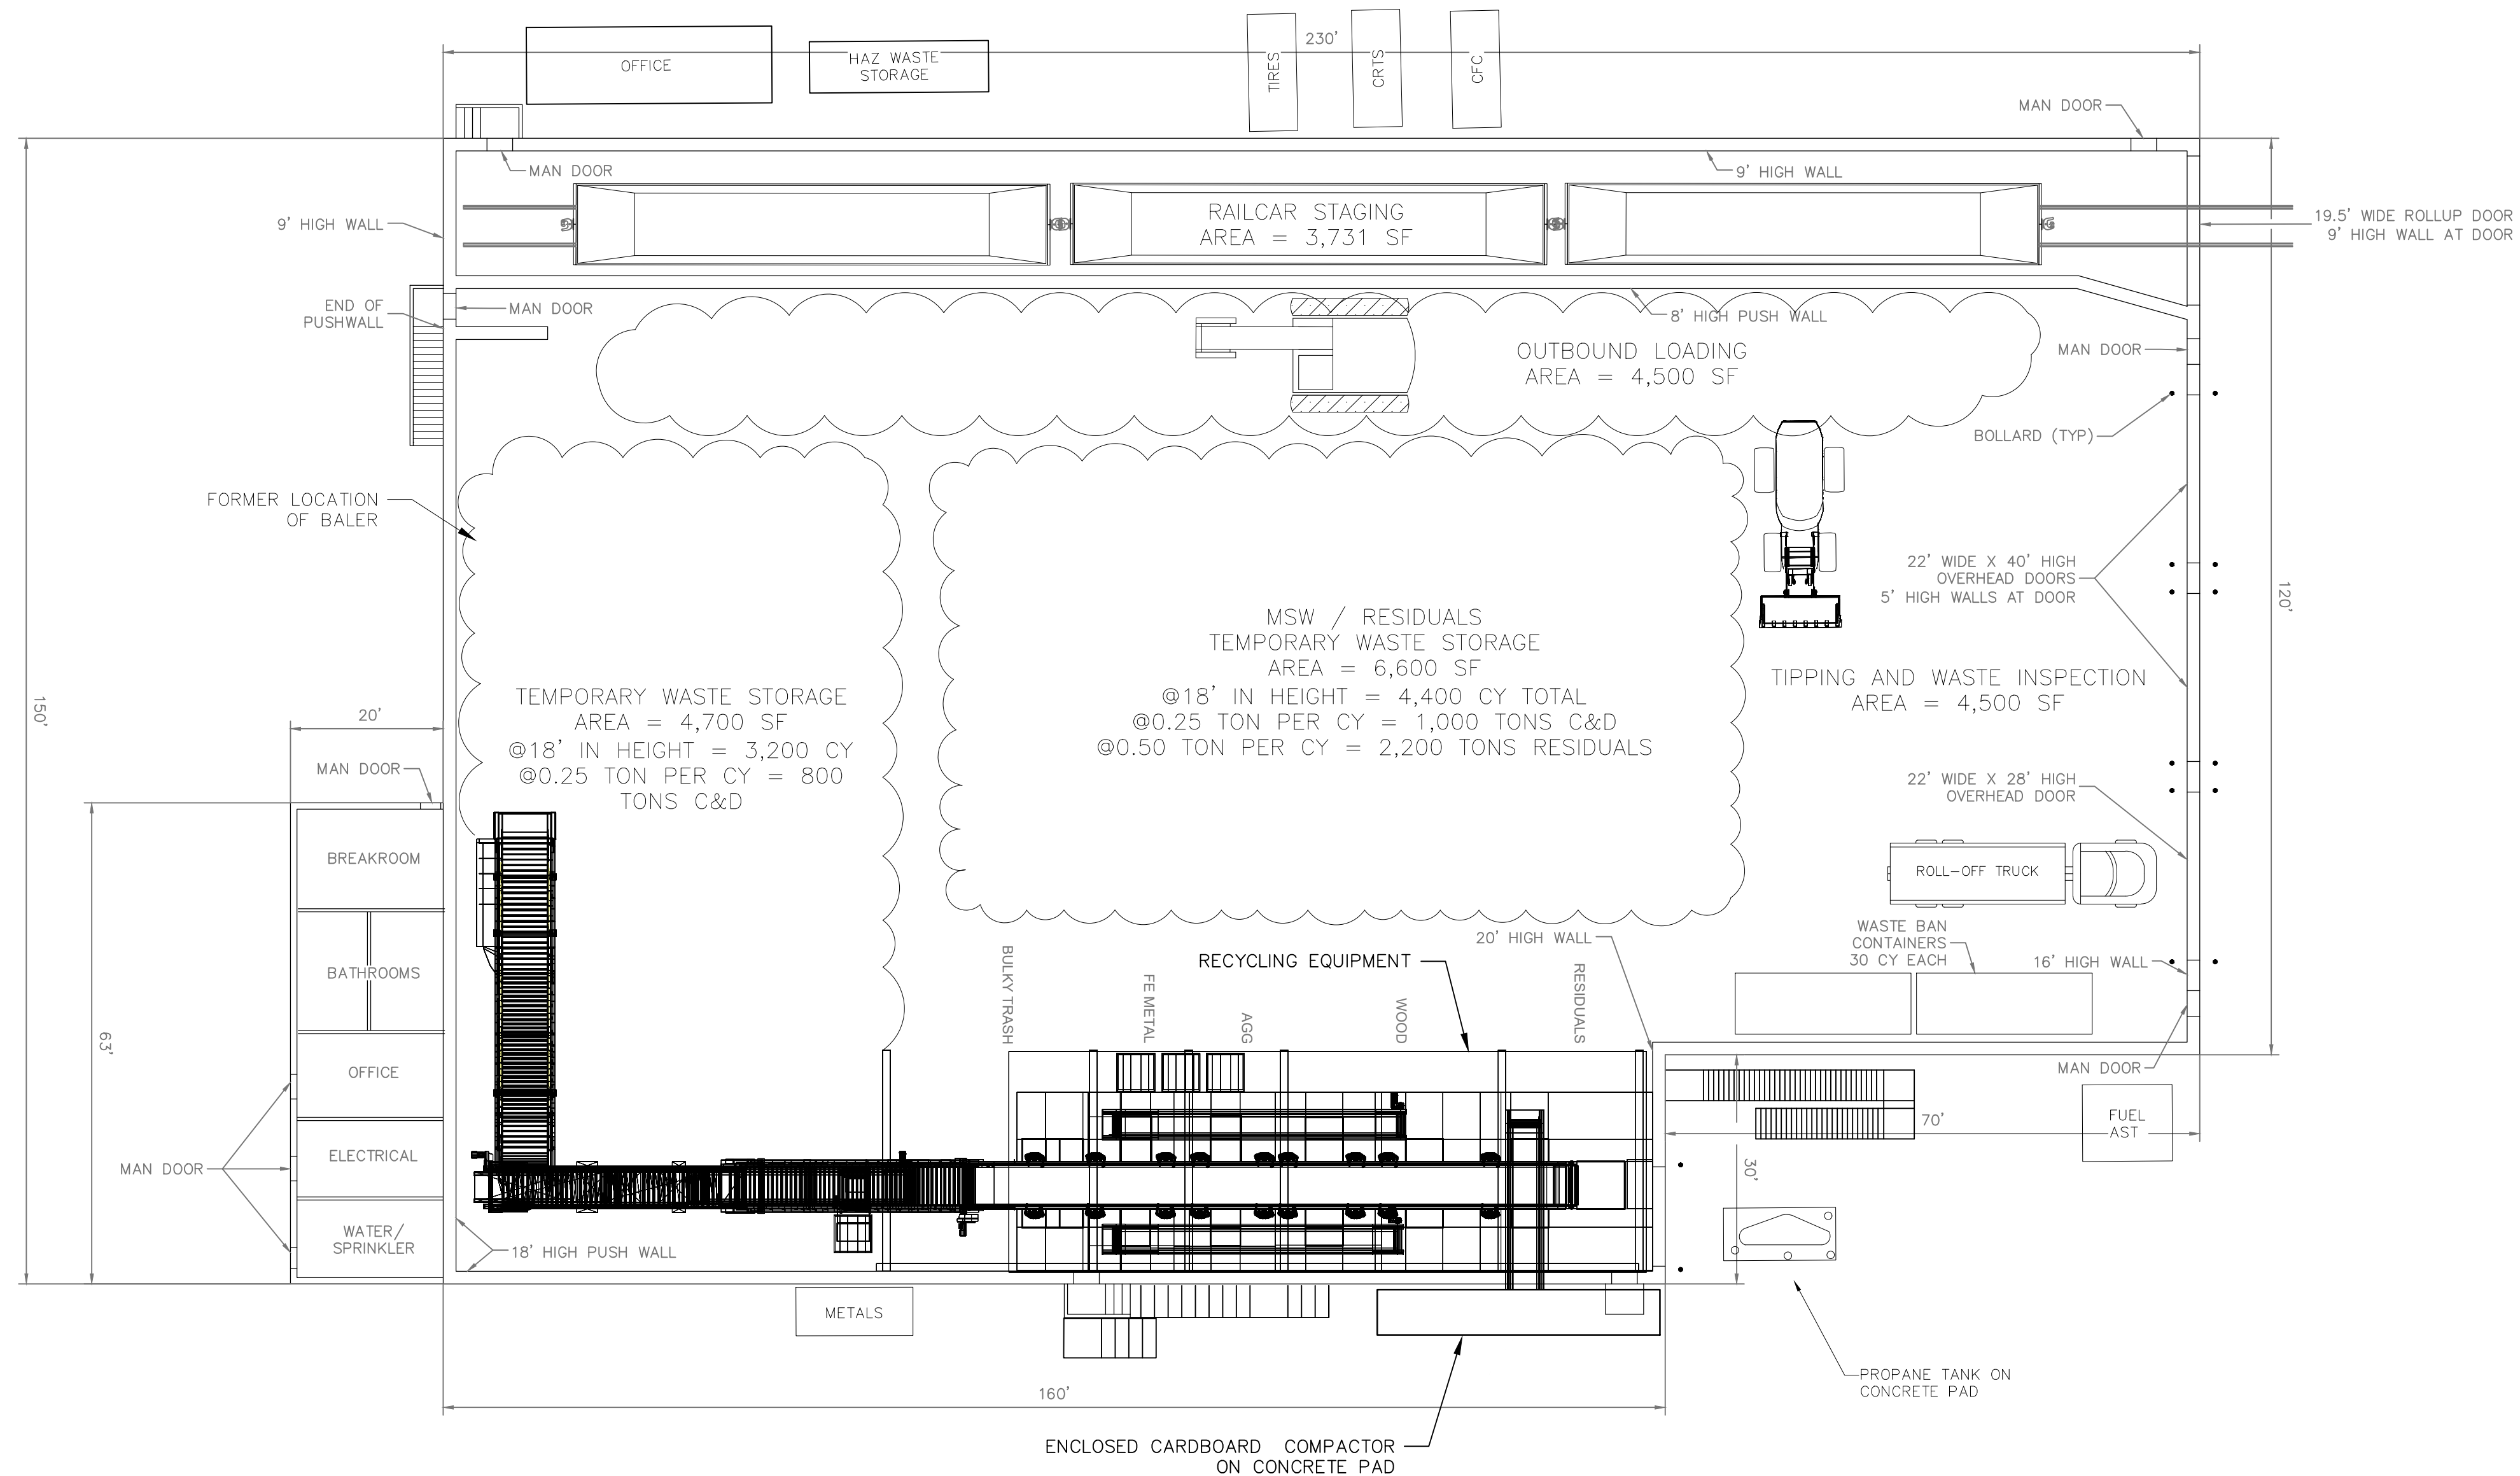 230'
OFFICE
HAZ WASTE
STORAGE
TIRES
CRTS
CFC
MAN DOOR
MAN DOOR
9' HIGH WALL
9' HIGH WALL
RAILCAR STAGING
AREA = 3,731 SF
19.5' WIDE ROLLUP DOOR
9' HIGH WALL AT DOOR
END OF
PUSHWALL
MAN DOOR
8' HIGH PUSH WALL
OUTBOUND LOADING
AREA = 4,500 SF
MAN DOOR
BOLLARD (TYP)
FORMER LOCATION
OF BALER
22' WIDE X 40' HIGH
OVERHEAD DOORS
5' HIGH WALLS AT DOOR
120'
MSW / RESIDUALS
TEMPORARY WASTE STORAGE
AREA = 6,600 SF
@18' IN HEIGHT = 4,400 CY TOTAL
@0.25 TON PER CY = 1,000 TONS C&D
@0.50 TON PER CY = 2,200 TONS RESIDUALS
TIPPING AND WASTE INSPECTION
AREA = 4,500 SF
TEMPORARY WASTE STORAGE
AREA = 4,700 SF
@18' IN HEIGHT = 3,200 CY
@0.25 TON PER CY = 800
TONS C&D
150'
20'
MAN DOOR
22' WIDE X 28' HIGH
OVERHEAD DOOR
BREAKROOM
ROLL-OFF TRUCK
WASTE BAN
CONTAINERS
30 CY EACH
16' HIGH WALL
20' HIGH WALL
RECYCLING EQUIPMENT
BATHROOMS
BULKY TRASH
FE METAL
AGG
WOOD
RESIDUALS
63'
OFFICE
MAN DOOR
FUEL
AST
70'
ELECTRICAL
MAN DOOR
30'
WATER/
SPRINKLER
18' HIGH PUSH WALL
METALS
PROPANE TANK ON
CONCRETE PAD
160'
ENCLOSED CARDBOARD COMPACTOR
ON CONCRETE PAD